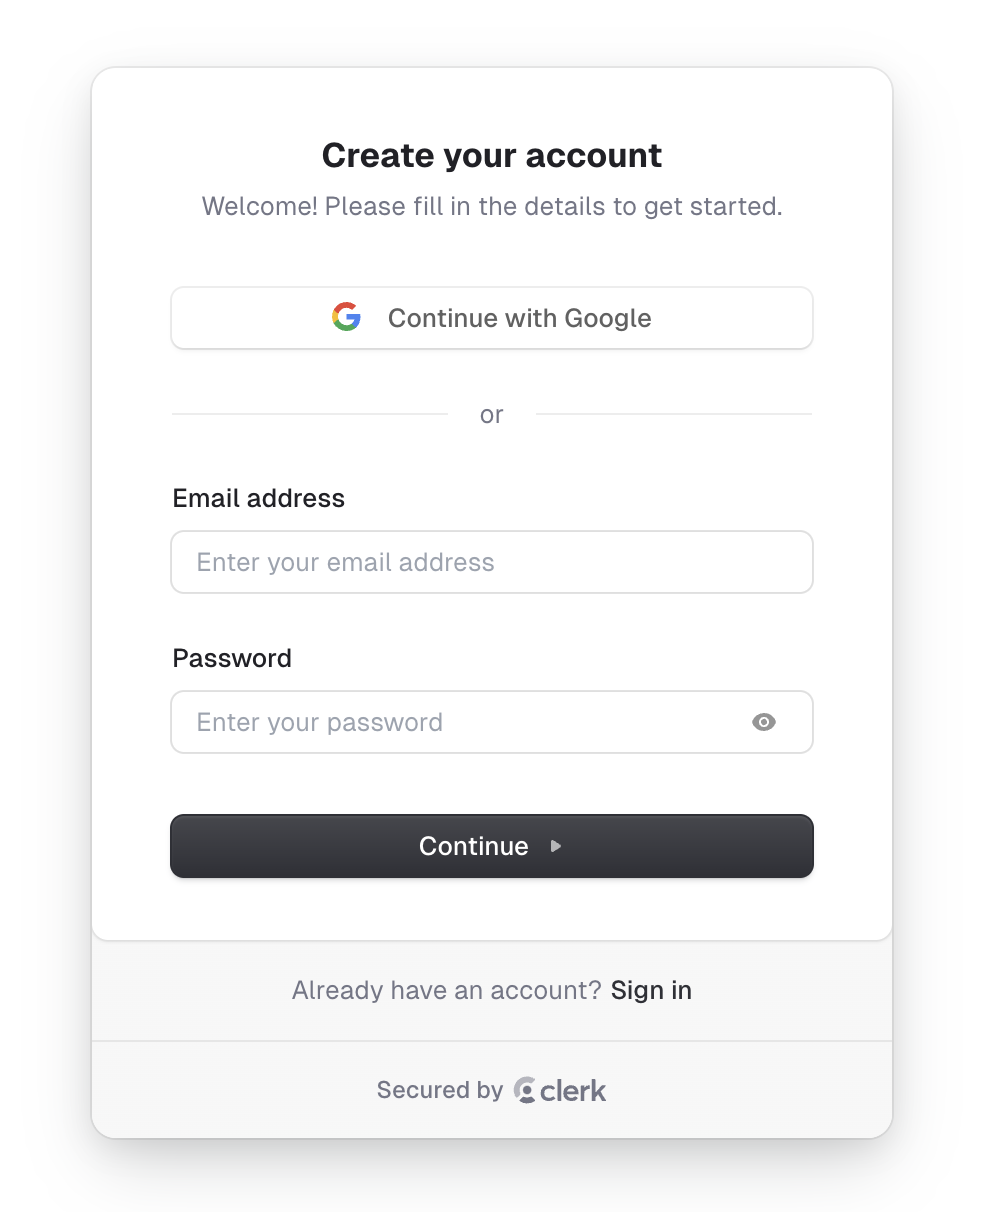 Create your account
Welcome! Please fill in the details to get started.
Continue with Google
or
Email address
Enter your email address
Password
Enter your password
Continue
Already have an account? Sign in
Secured by clerk